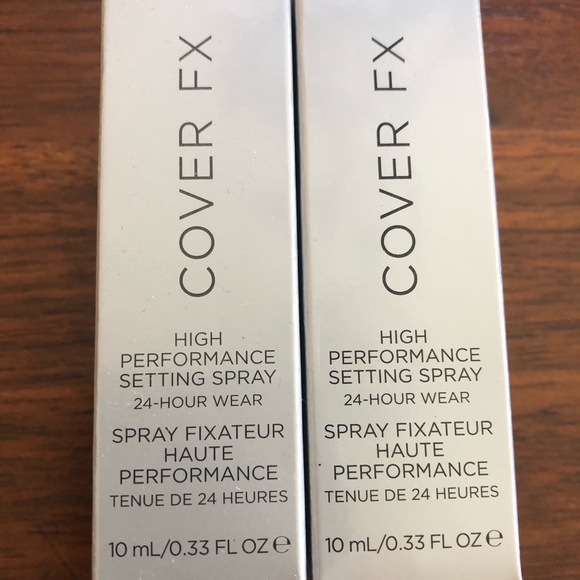 COVER FX
HIGH
PERFORMANCE
SETTING SPRAY
24-HOUR WEAR
SPRAY FIXATEUR
HAUTE
PERFORMANCE
TENUE DE 24 HEURES
10 mL/0.33 FL OZ ℮
COVER FX
HIGH
PERFORMANCE
SETTING SPRAY
24-HOUR WEAR
SPRAY FIXATEUR
HAUTE
PERFORMANCE
TENUE DE 24 HEURES
10 mL/0.33 FL OZ ℮